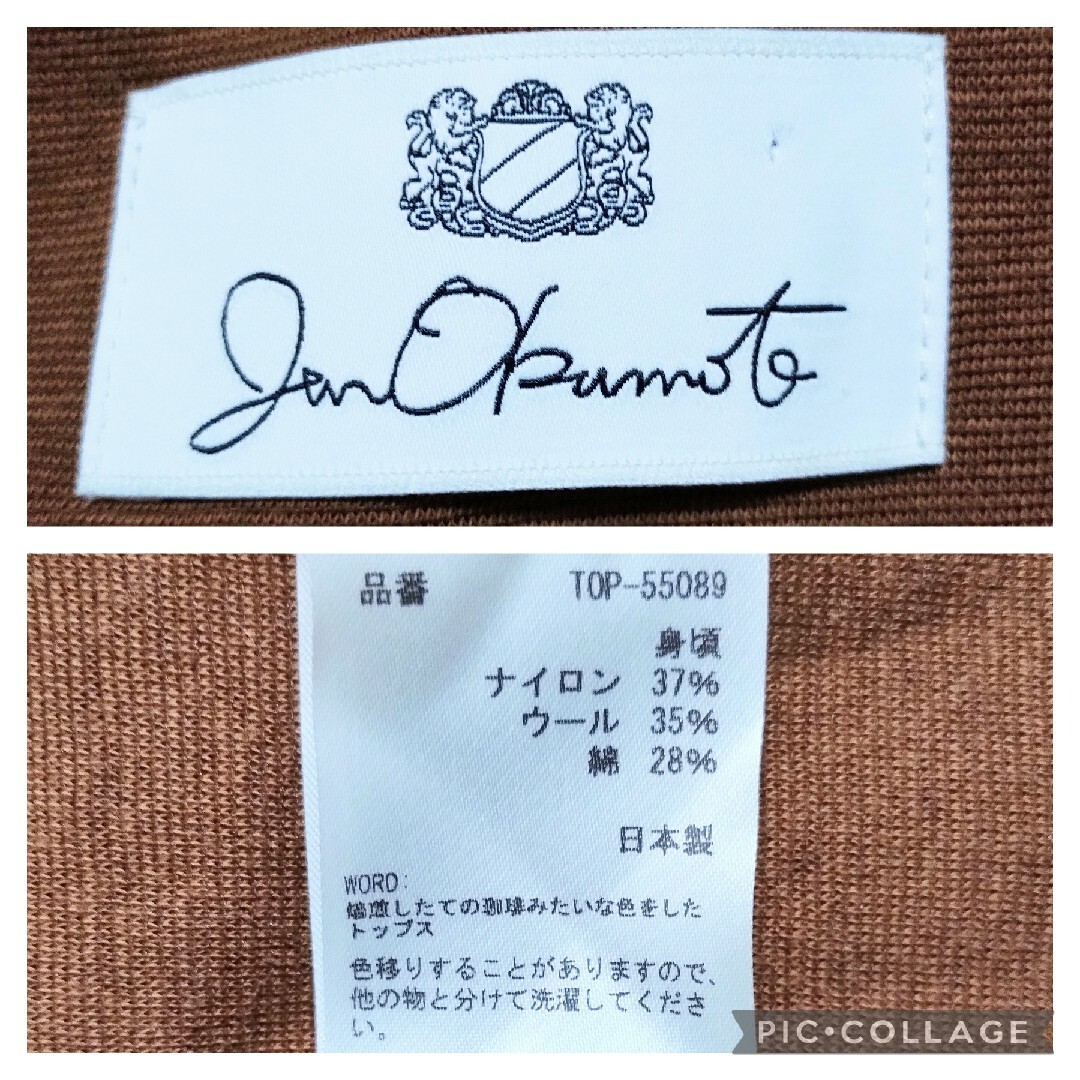 Jun Okamoto
品番 TOP-55089
身頃
ナイロン 37%
ウール 35%
綿 28%
日本製
WORD:
焙煎したての珈琲みたいな色をした
トップス
色移りすることがありますので、
他の物と分けて洗濯してくださ
い。
PIC•COLLAGE